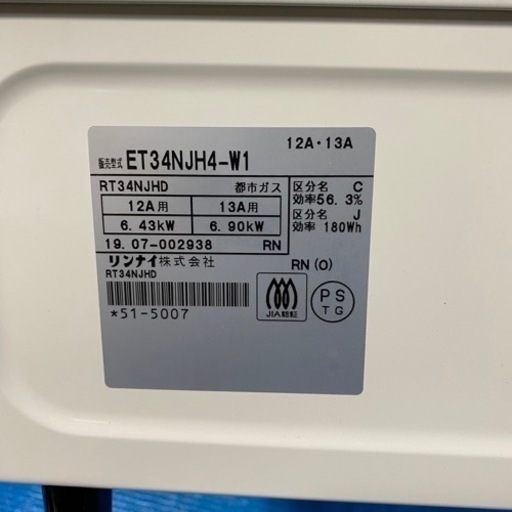 12A・13A
販売型式 ET34NJH4-W1
RT34NJHD 都市ガス
12A用 13A用
6.43kW 6.90kW
区分名 C
効率56.3%
区分名 J
効率 180Wh
19.07-002938 RN
リンナイ株式会社
RN (0)
RT34NJHD
*51-5007
JIA認証
PS
TG